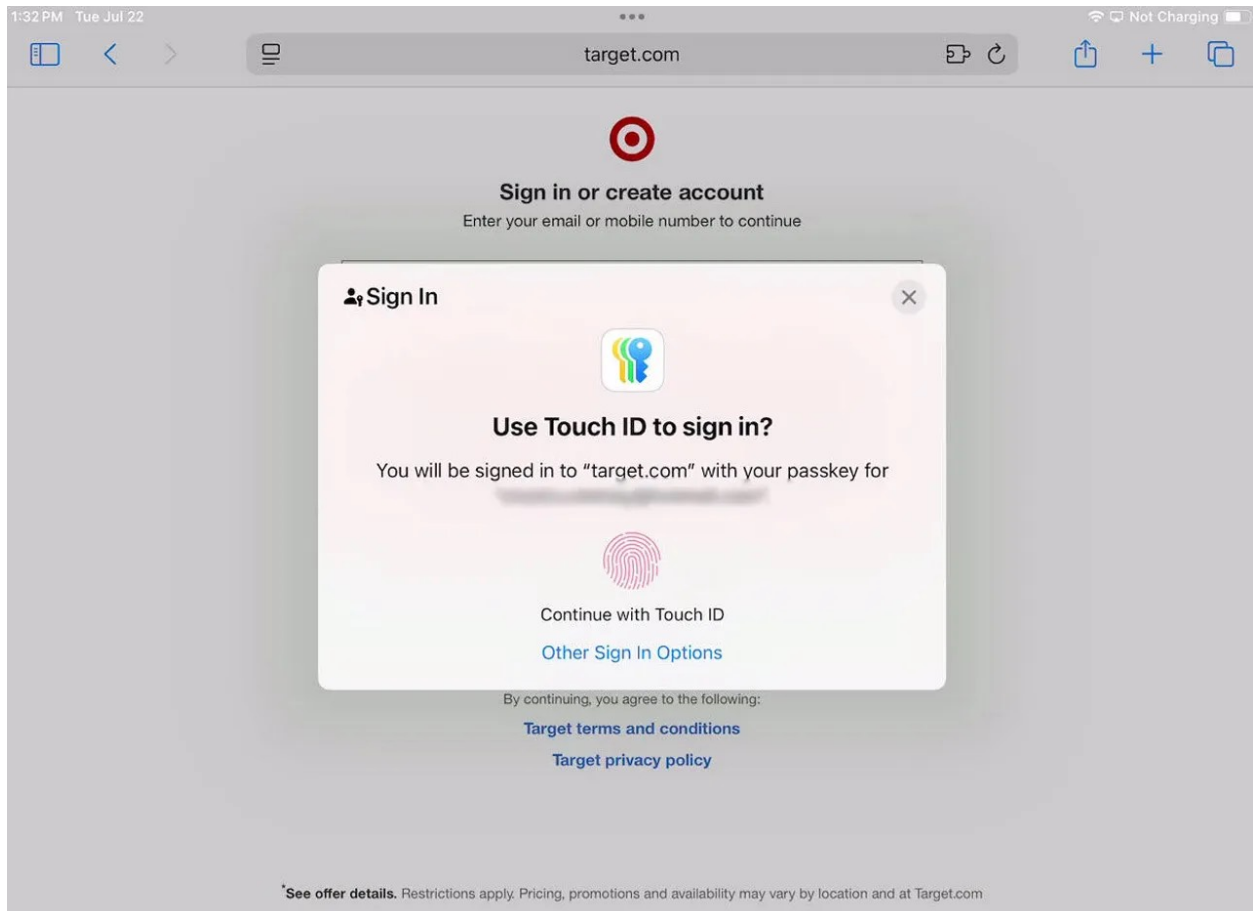 1:32 PM Tue Jul 22
Not Charging
target.com
Sign in or create account
Enter your email or mobile number to continue
Sign In
Use Touch ID to sign in?
You will be signed in to “target.com” with your passkey for
Continue with Touch ID
Other Sign In Options
By continuing, you agree to the following:
Target terms and conditions
Target privacy policy
*See offer details. Restrictions apply. Pricing, promotions and availability may vary by location and at Target.com